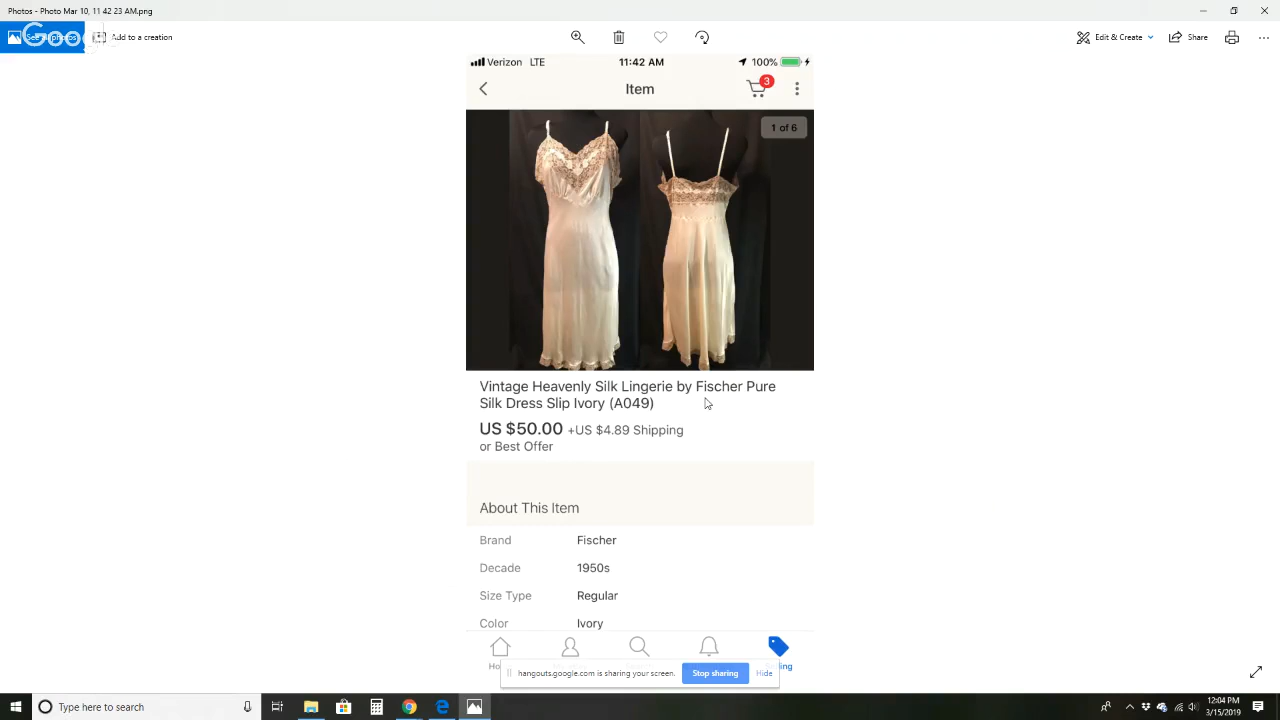 Photos - Photo Mar 10, 11 42 23 AM.png
Add to a creation
Edit & Create
Share
Verizon LTE
11:42 AM
100%
Item
3
1 of 6
Vintage Heavenly Silk Lingerie by Fischer Pure
Silk Dress Slip Ivory (A049)
US $50.00 +US $4.89 Shipping
or Best Offer
About This Item
Brand Fischer
Decade 1950s
Size Type Regular
Color Ivory
hangouts.google.com is sharing your screen.
Stop sharing
Hide
Type here to search
12:04 PM
3/15/2019